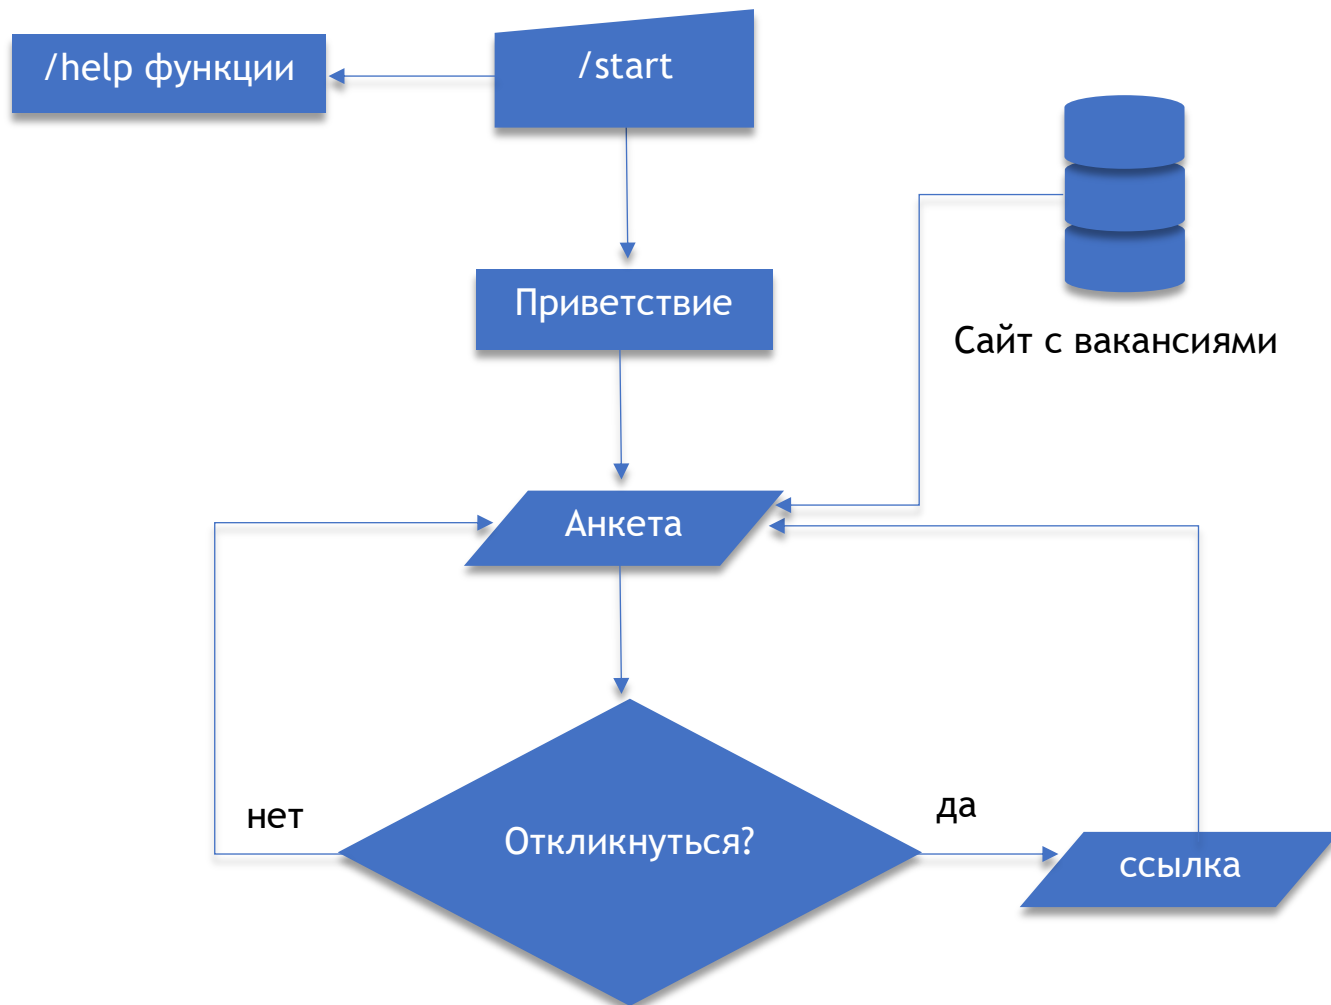 /help функции
/start
Приветствие
Сайт с вакансиями
Анкета
нет
Откликнуться?
да
ссылка